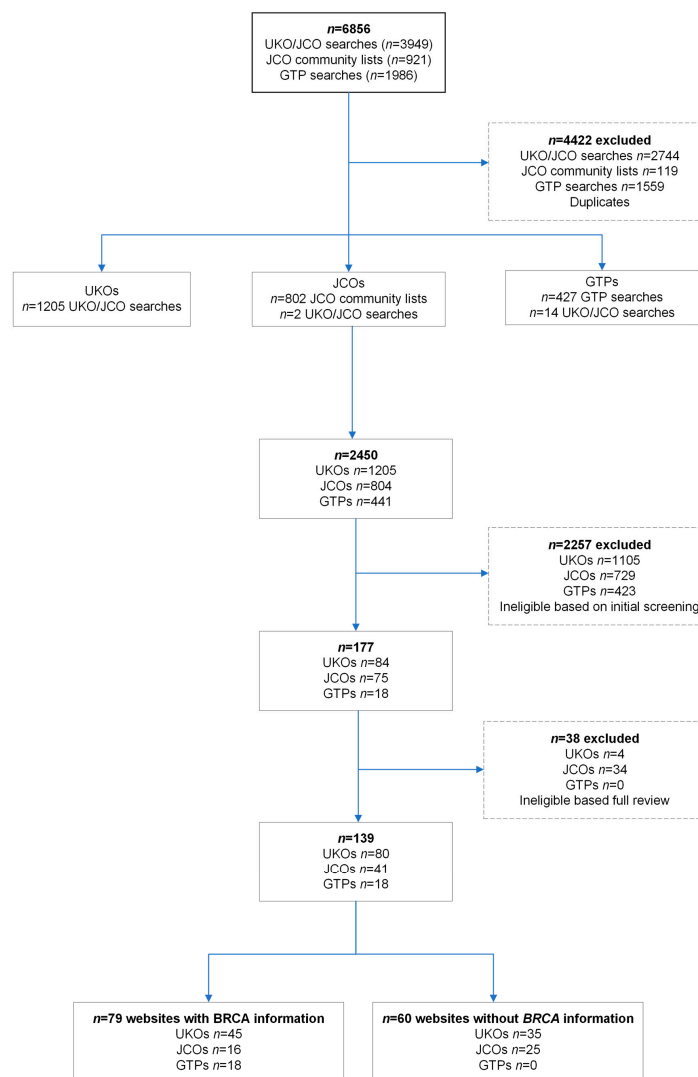 n=6856
UKO/JCO searches (n=3949)
JCO community lists (n=921)
GTP searches (n=1986)
n=4422 excluded
UKO/JCO searches n=2744
JCO community lists n=119
GTP searches n=1559
Duplicates
UKOs
n=1205 UKO/JCO searches
JCOs
n=802 JCO community lists
n=2 UKO/JCO searches
GTPs
n=427 GTP searches
n=14 UKO/JCO searches
n=2450
UKOs n=1205
JCOs n=804
GTPs n=441
n=2257 excluded
UKOs n=1105
JCOs n=729
GTPs n=423
Ineligible based on initial screening
n=177
UKOs n=84
JCOs n=75
GTPs n=18
n=38 excluded
UKOs n=4
JCOs n=34
GTPs n=0
Ineligible based full review
n=139
UKOs n=80
JCOs n=41
GTPs n=18
n=79 websites with BRCA information
UKOs n=45
JCOs n=16
GTPs n=18
n=60 websites without BRCA information
UKOs n=35
JCOs n=25
GTPs n=0